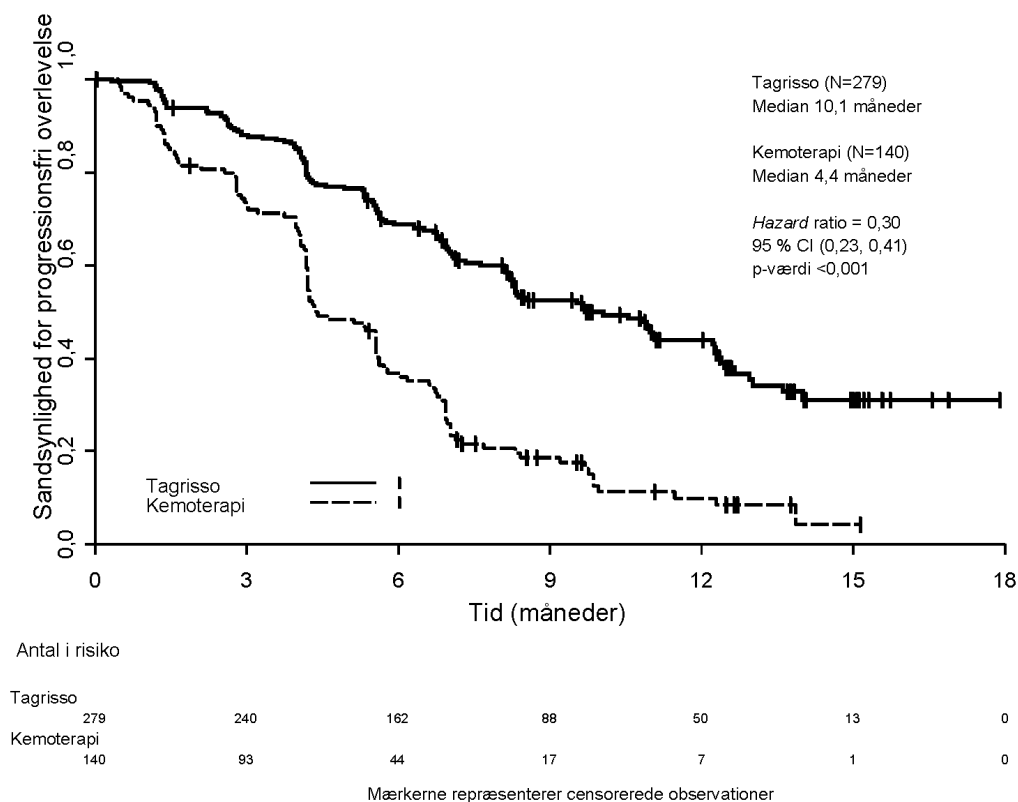 Sandsynlighed for progressionsfri overlevelse
1,0
0,8
0,6
0,4
0,2
0,0
Tagrisso (N=279)
Median 10,1 måneder
Kemoterapi (N=140)
Median 4,4 måneder
Hazard ratio = 0,30
95 % CI (0,23, 0,41)
p-værdi <0,001
Tagrisso
Kemoterapi
0 3 6 9 12 15 18
Tid (måneder)
Antal i risiko
Tagrisso
279 240 162 88 50 13 0
Kemoterapi
140 93 44 17 7 1 0
Mærkerne repræsenterer censorerede observationer